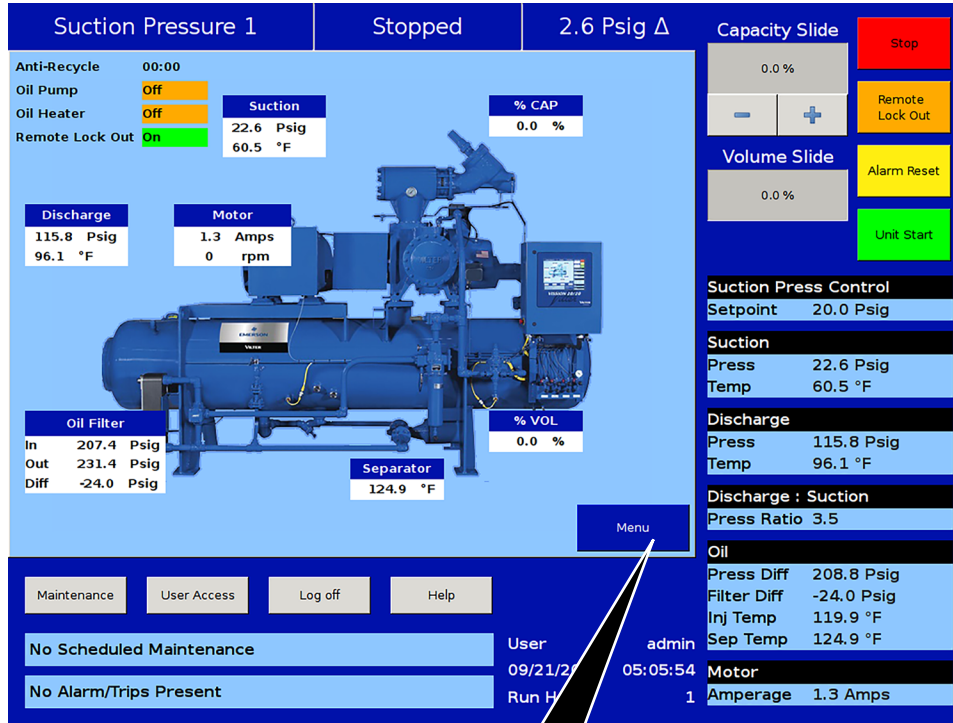 Suction Pressure 1
Stopped
2.6 Psig Δ
Anti-Recycle 00:00
Oil Pump Off
Oil Heater Off
Remote Lock Out On
Suction
22.6 Psig
60.5 °F
% CAP
0.0 %
Discharge
115.8 Psig
96.1 °F
Motor
1.3 Amps
0 rpm
EMERSON
VILTER
VISION 20/20
Oil Filter
In 207.4 Psig
Out 231.4 Psig
Diff -24.0 Psig
% VOL
0.0 %
Separator
124.9 °F
Menu
Maintenance
User Access
Log off
Help
No Scheduled Maintenance
No Alarm/Trips Present
User admin
05:05:54
1
Capacity Slide
0.0 %
− +
Volume Slide
0.0 %
Stop
Remote
Lock Out
Alarm Reset
Unit Start
Suction Press Control
Setpoint 20.0 Psig
Suction
Press 22.6 Psig
Temp 60.5 °F
Discharge
Press 115.8 Psig
Temp 96.1 °F
Discharge : Suction
Press Ratio 3.5
Oil
Press Diff 208.8 Psig
Filter Diff -24.0 Psig
Inj Temp 119.9 °F
Sep Temp 124.9 °F
Motor
Amperage 1.3 Amps